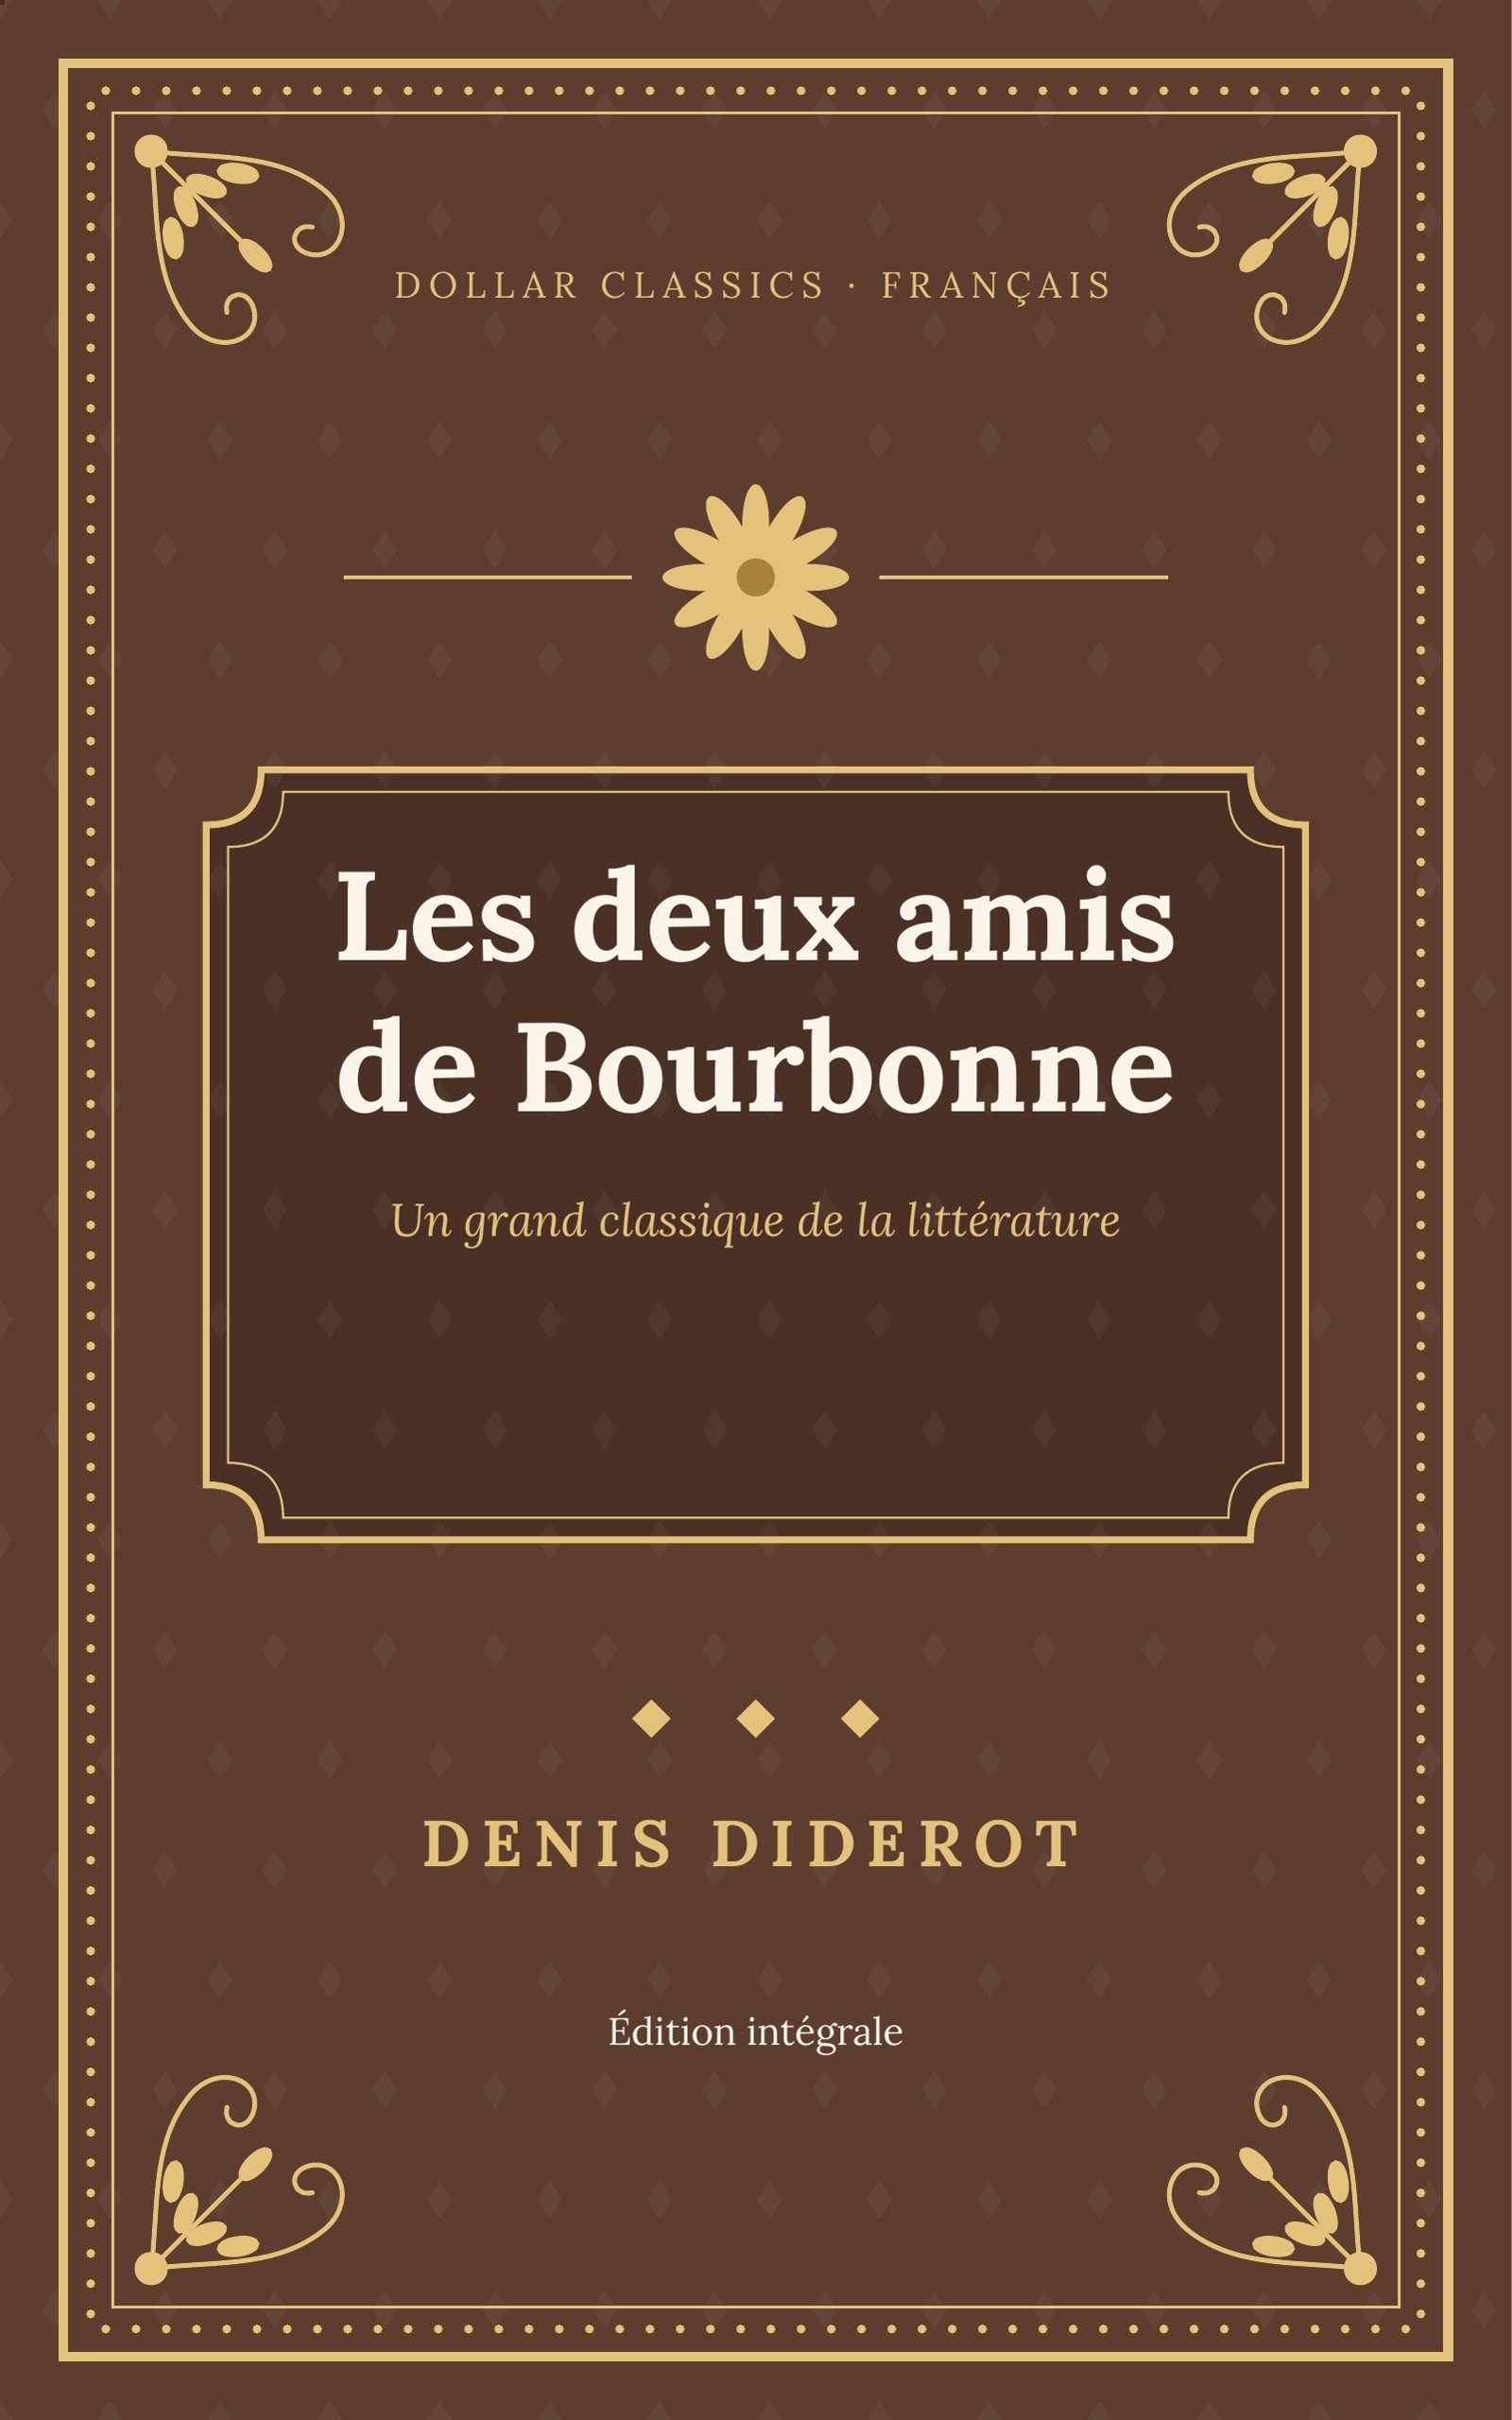 DOLLAR CLASSICS · FRANÇAIS
Les deux amis
de Bourbonne
Un grand classique de la littérature
DENIS DIDEROT
Édition intégrale